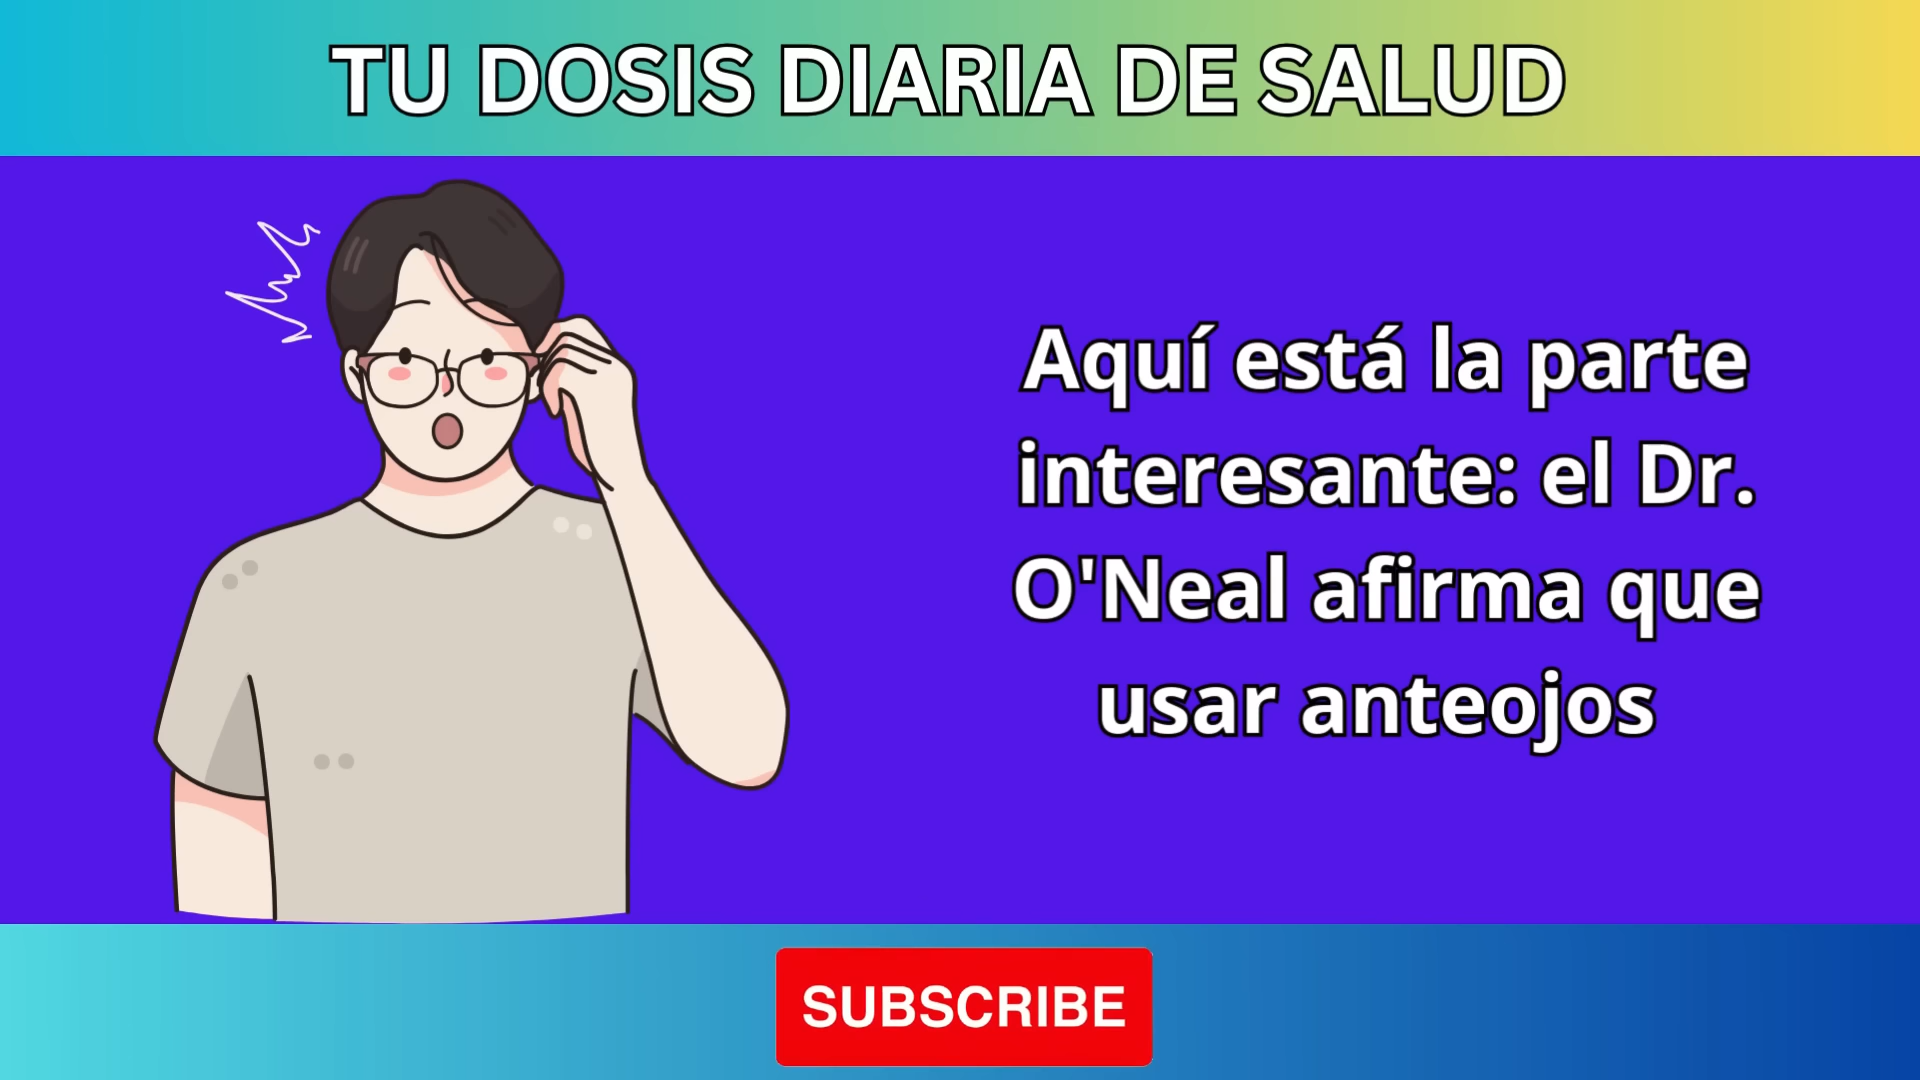 TU DOSIS DIARIA DE SALUD
Aquí está la parte
interesante: el Dr.
O'Neal afirma que
usar anteojos
SUBSCRIBE